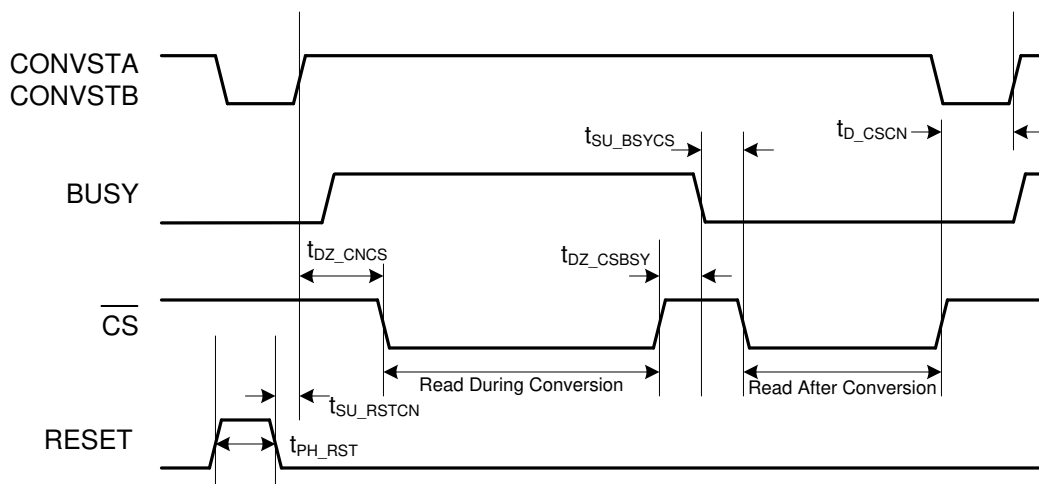 CONVSTA
CONVSTB
tSU_BSYCS
tD_CSCN
BUSY
tDZ_CNCS
tDZ_CSBSY
CS
Read During Conversion
Read After Conversion
tSU_RSTCN
RESET
tPH_RST